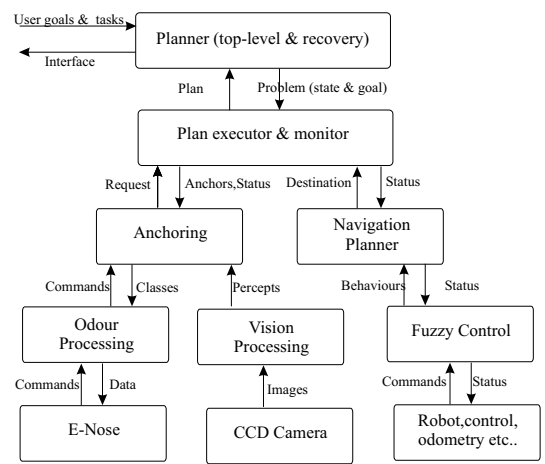 User goals & tasks
Planner (top-level & recovery)
Interface
Plan
Problem (state & goal)
Plan executor & monitor
Request
Anchors,Status
Destination
Status
Anchoring
Navigation
Planner
Commands
Classes
Percepts
Behaviours
Status
Odour
Processing
Vision
Processing
Fuzzy Control
Commands
Data
Images
Commands
Status
E-Nose
CCD Camera
Robot,control,
odometry etc..